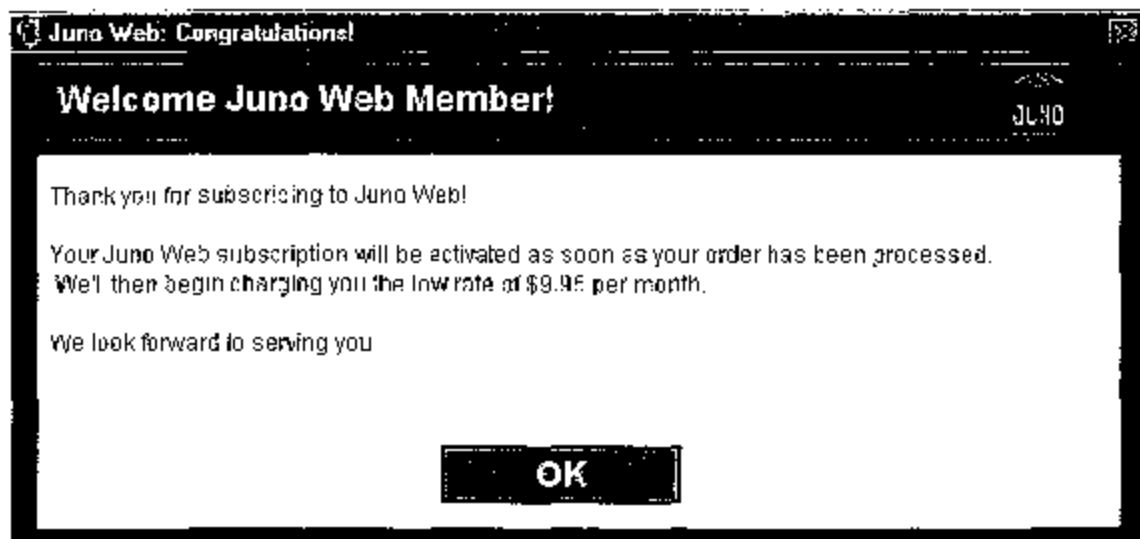 Juno Web: Congratulations!
Welcome Juno Web Member!
JUNO
Thank you for subscribing to Juno Web!
Your Juno Web subscription will be activated as soon as your order has been processed.
We'll then begin charging you the low rate of $9.95 per month.
We look forward to serving you
OK